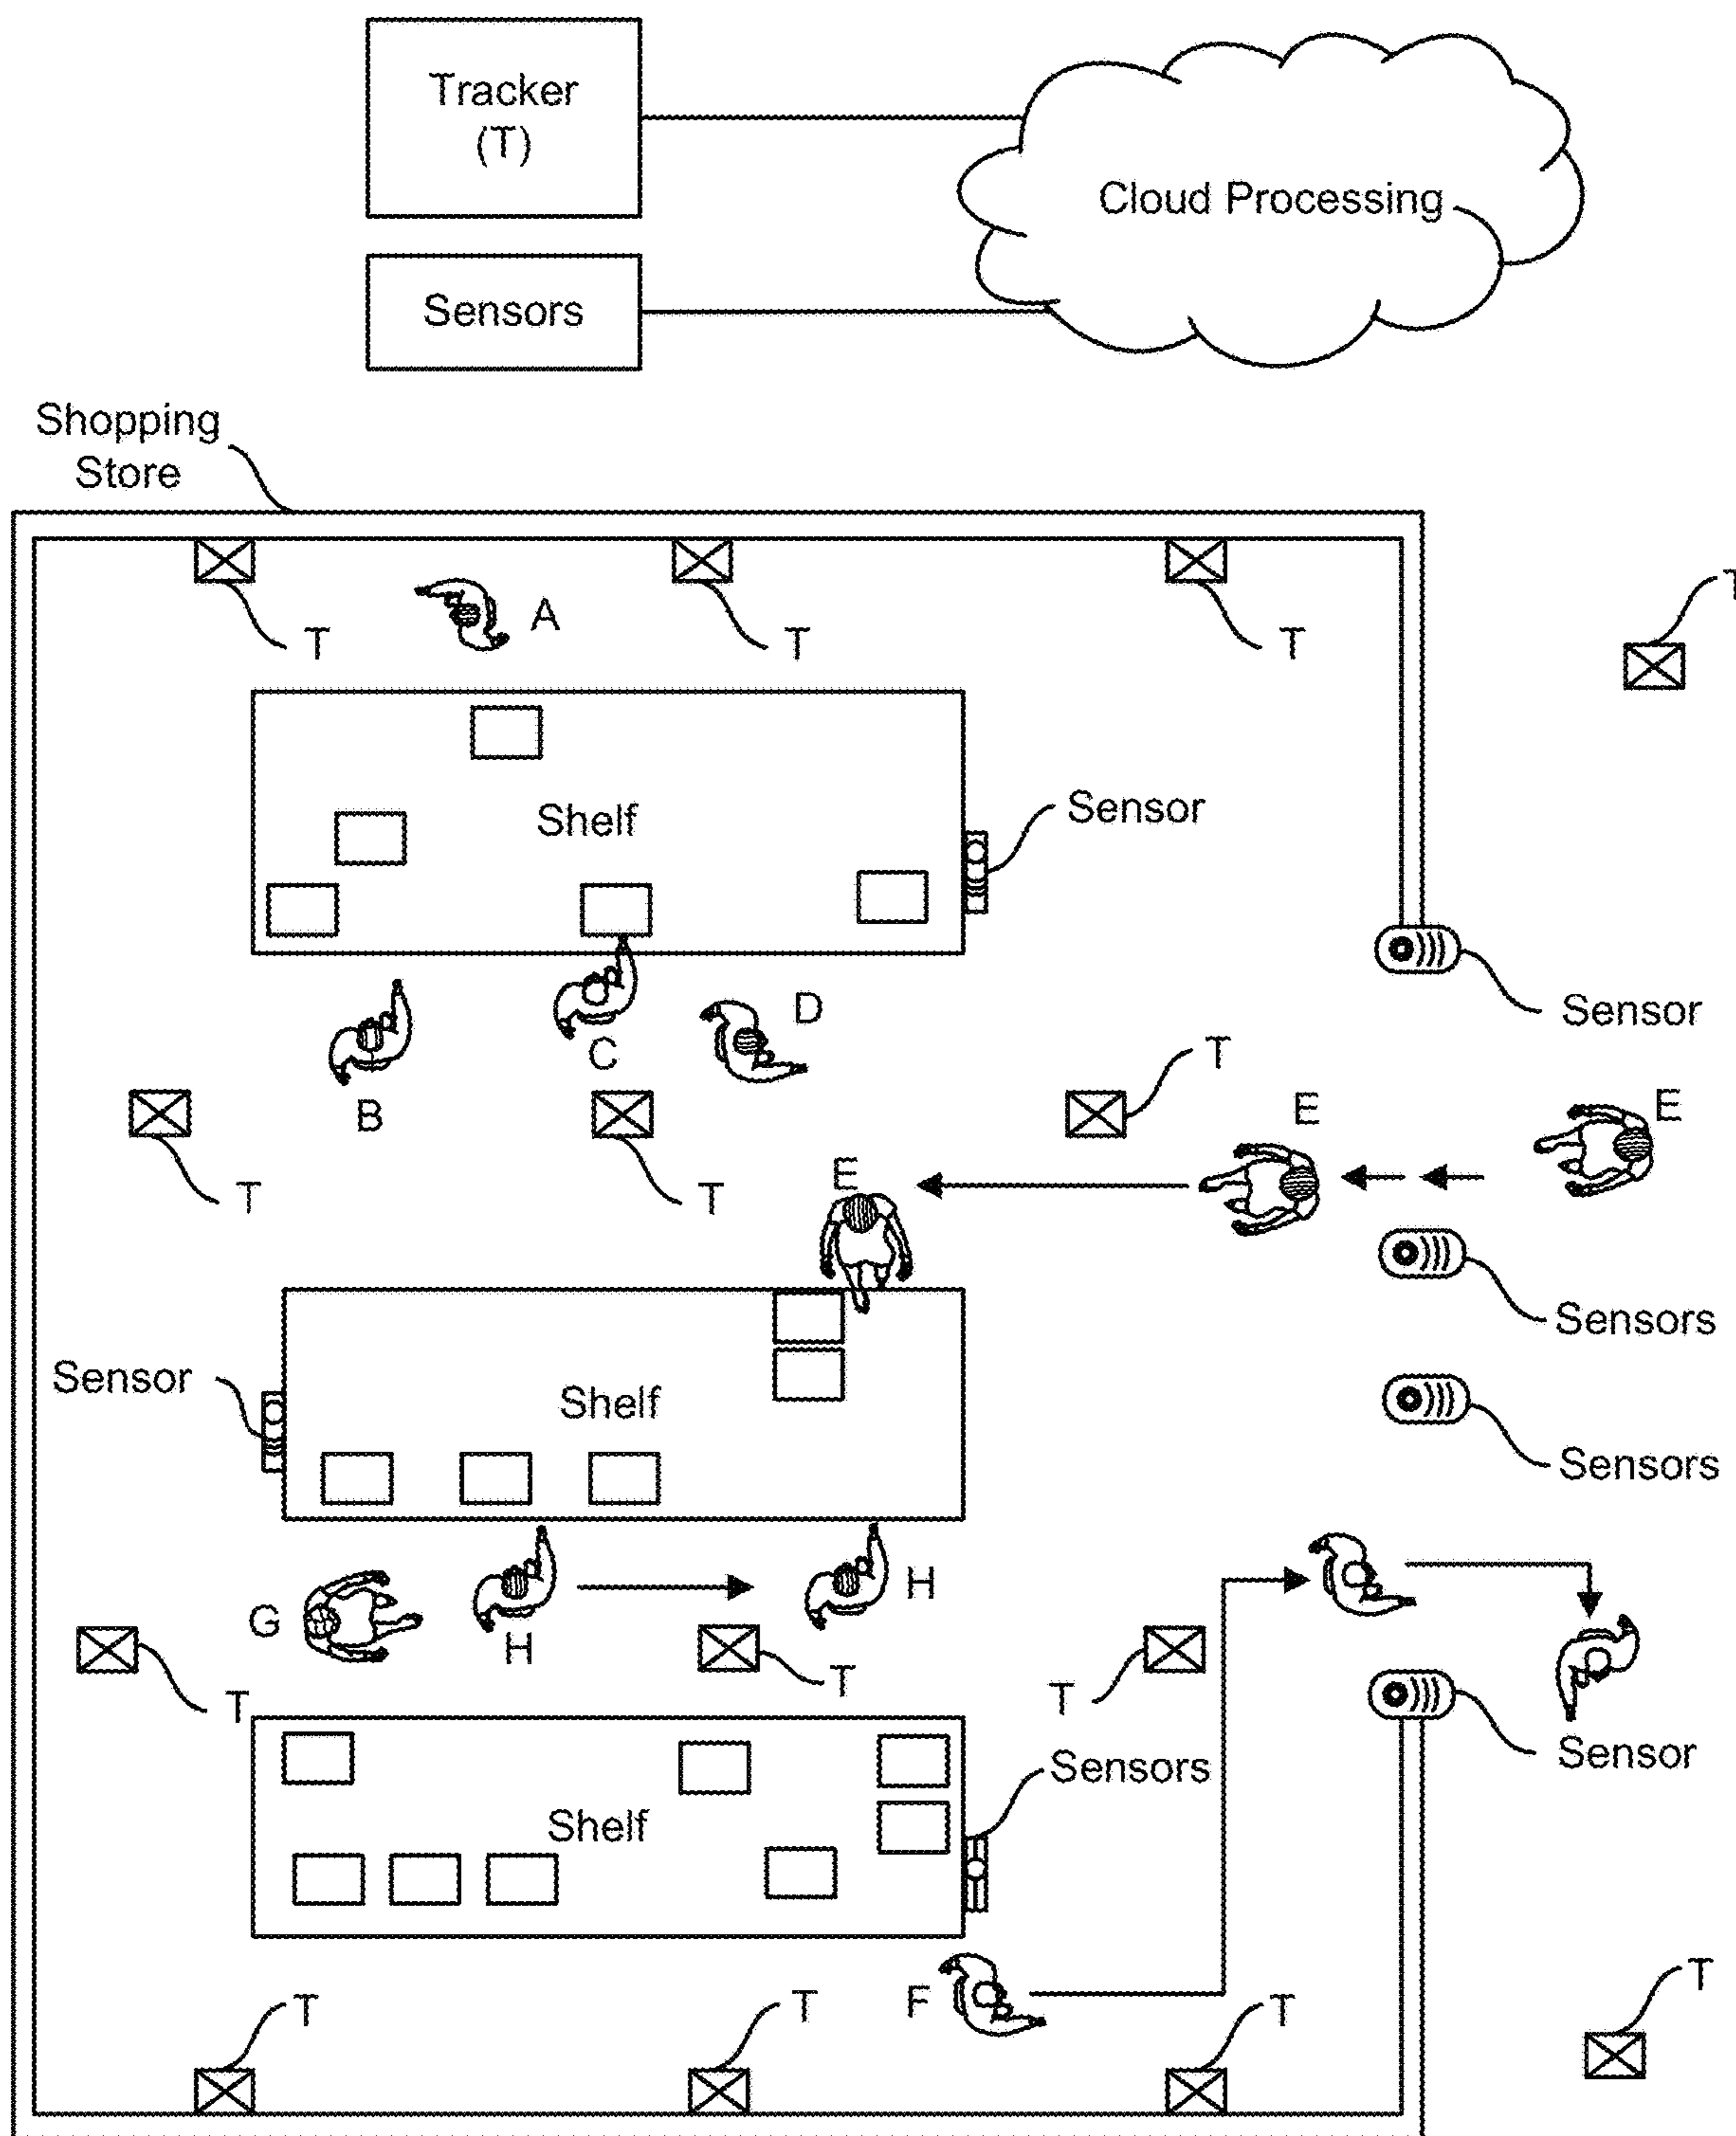 Tracker
(T)
Cloud Processing
Sensors
Shopping
Store
T
A
T
T
T
Shelf
Sensor
D
Sensor
C
T
B
E
E
T
T
E
Sensors
Sensor
Shelf
Sensors
G
H
H
T
T
T
Sensor
Sensors
Shelf
F
T
T
T
T